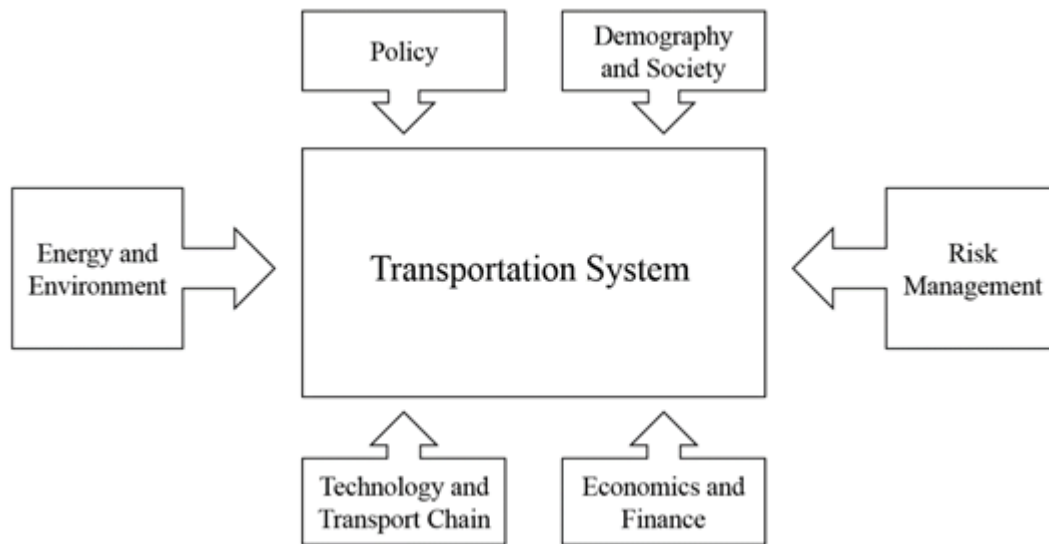 Policy
Demography
and Society
Energy and
Environment
Transportation System
Risk
Management
Technology and
Transport Chain
Economics and
Finance